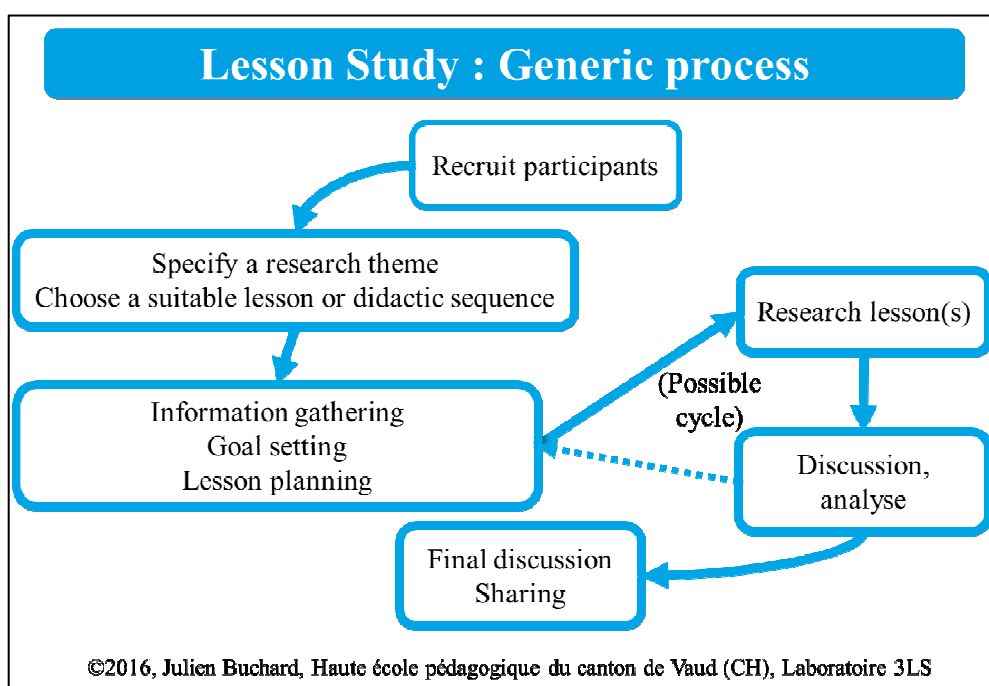 Lesson Study : Generic process
Recruit participants
Specify a research theme
Choose a suitable lesson or didactic sequence
Information gathering
Goal setting
Lesson planning
(Possible
cycle)
Research lesson(s)
Discussion,
analyse
Final discussion
Sharing
©2016, Julien Buchard, Haute école pédagogique du canton de Vaud (CH), Laboratoire 3LS